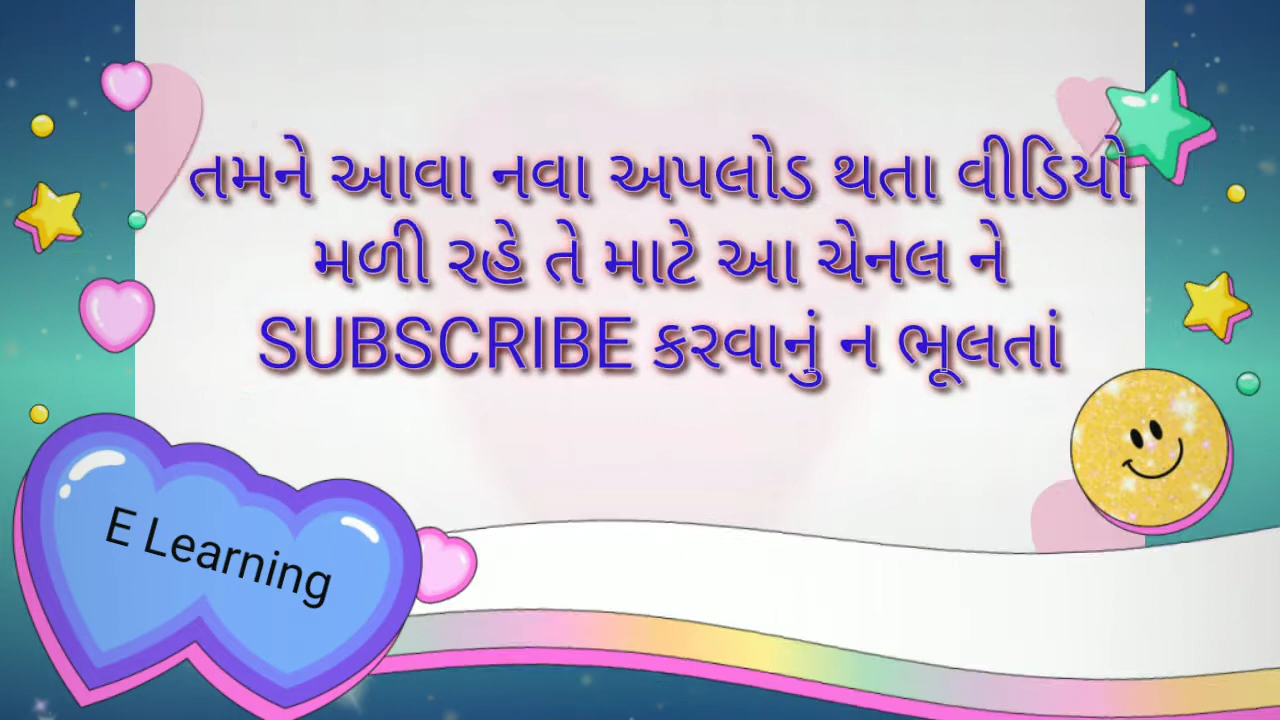 તમને આવા નવા અપલોડ થતા વીડિયો
મળી રહે તે માટે આ ચેનલ ને
SUBSCRIBE કરવાનું ન ભૂલતાં
E Learning